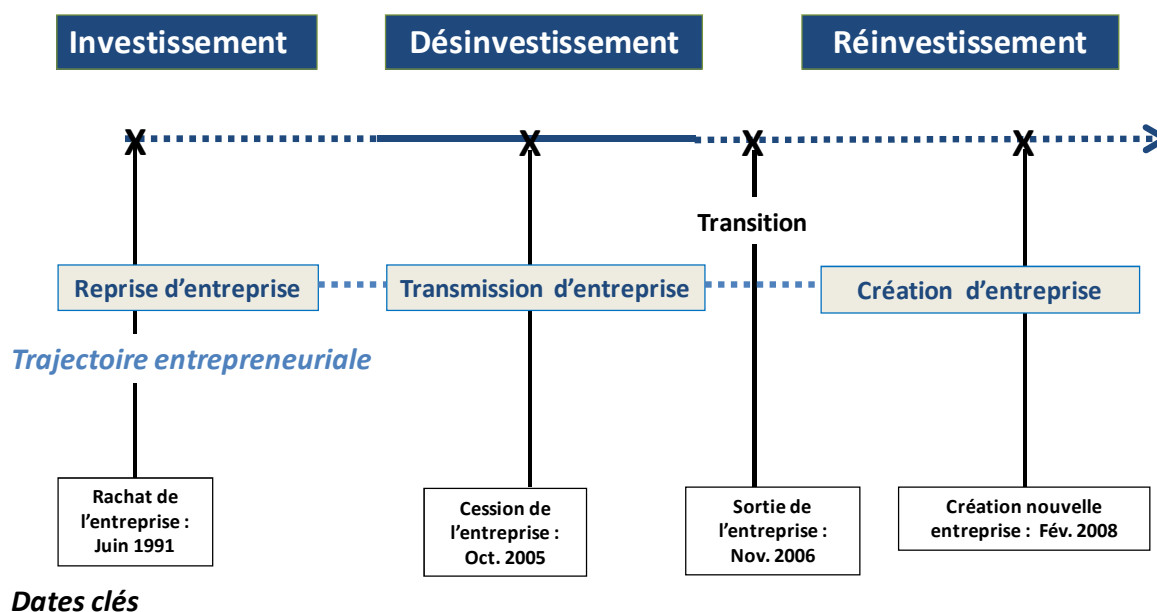 Investissement
Désinvestissement
Réinvestissement
X
X
X
X
Transition
Reprise d’entreprise
Transmission d’entreprise
Création d’entreprise
Trajectoire entrepreneuriale
Rachat de
l’entreprise :
Juin 1991
Cession de
l’entreprise :
Oct. 2005
Sortie de
l’entreprise :
Nov. 2006
Création nouvelle
entreprise : Fév. 2008
Dates clés